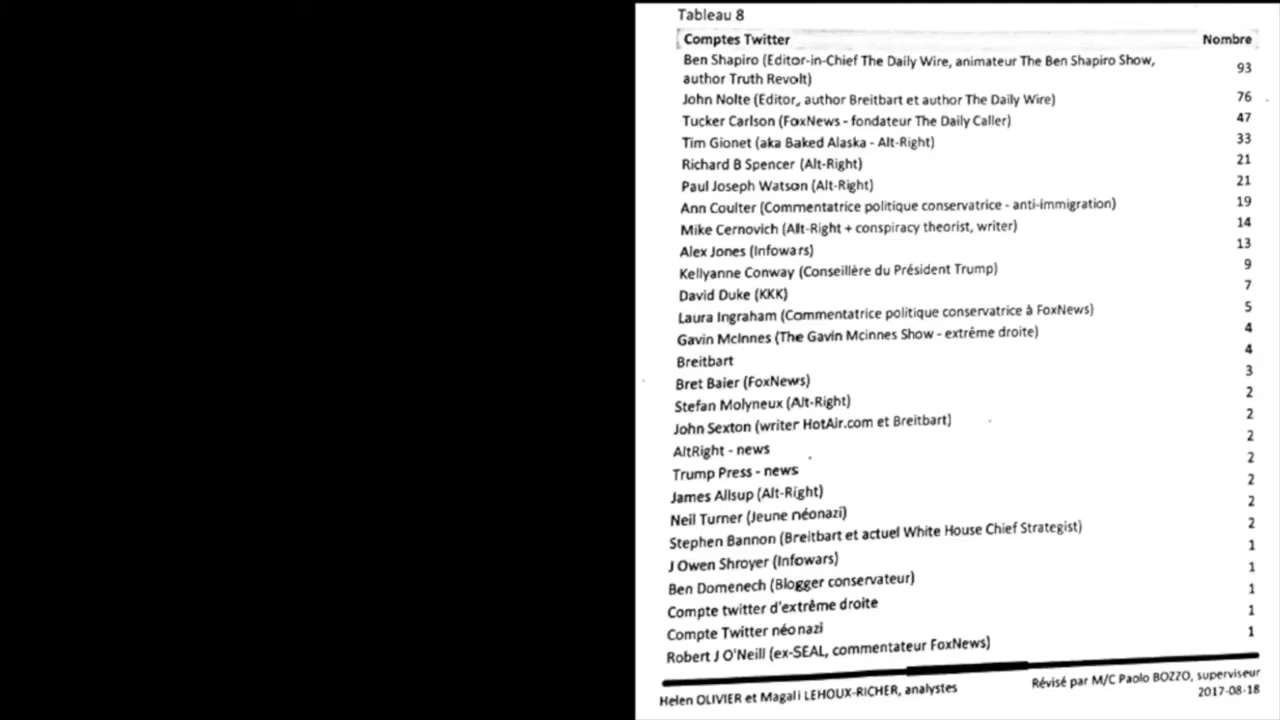 Tableau 8
Comptes Twitter Nombre
Ben Shapiro (Editor-in-Chief The Daily Wire, animateur The Ben Shapiro Show,
author Truth Revolt) 93
John Nolte (Editor, author Breitbart et author The Daily Wire) 76
Tucker Carlson (FoxNews - fondateur The Daily Caller) 47
Tim Gionet (aka Baked Alaska - Alt-Right) 33
Richard B Spencer (Alt-Right) 21
Paul Joseph Watson (Alt-Right) 21
Ann Coulter (Commentatrice politique conservatrice - anti-immigration) 19
Mike Cernovich (Alt-Right + conspiracy theorist, writer) 14
Alex Jones (Infowars) 13
Kellyanne Conway (Conseillère du Président Trump) 9
David Duke (KKK) 7
Laura Ingraham (Commentatrice politique conservatrice à FoxNews) 5
Gavin McInnes (The Gavin Mcinnes Show - extrême droite) 4
Breitbart 4
Bret Baier (FoxNews) 3
Stefan Molyneux (Alt-Right) 2
John Sexton (writer HotAir.com et Breitbart) 2
AltRight - news 2
Trump Press - news 2
James Allsup (Alt-Right) 2
Neil Turner (Jeune néonazi) 2
Stephen Bannon (Breitbart et actuel White House Chief Strategist) 2
J Owen Shroyer (Infowars) 1
Ben Domenech (Blogger conservateur) 1
Compte twitter d'extrême droite 1
Compte Twitter néonazi 1
Robert J O'Neill (ex-SEAL, commentateur FoxNews) 1
Helen OLIVIER et Magali LEHOUX-RICHER, analystes Révisé par M/C Paolo BOZZO, superviseur
2017-08-18